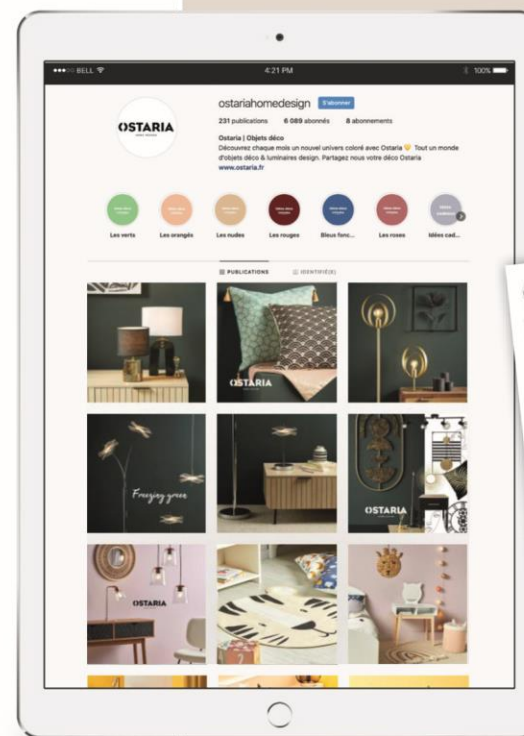 BELL
4:21 PM
100%
OSTARIA
ostariahomedesign S'abonner
231 publications 6 089 abonnés 8 abonnements
Ostaria | Objets déco
Découvrez chaque mois un nouvel univers coloré avec Ostaria 💛 Tout un monde
d'objets déco & luminaires design. Partagez nous votre déco Ostaria
www.ostaria.fr
Les verts Les orangés Les nudes Les rouges Bleus fonc... Les roses Idées cad...
PUBLICATIONS IDENTIFIÉ(E)
OSTARIA
Freezing green
OSTARIA
OSTARIA